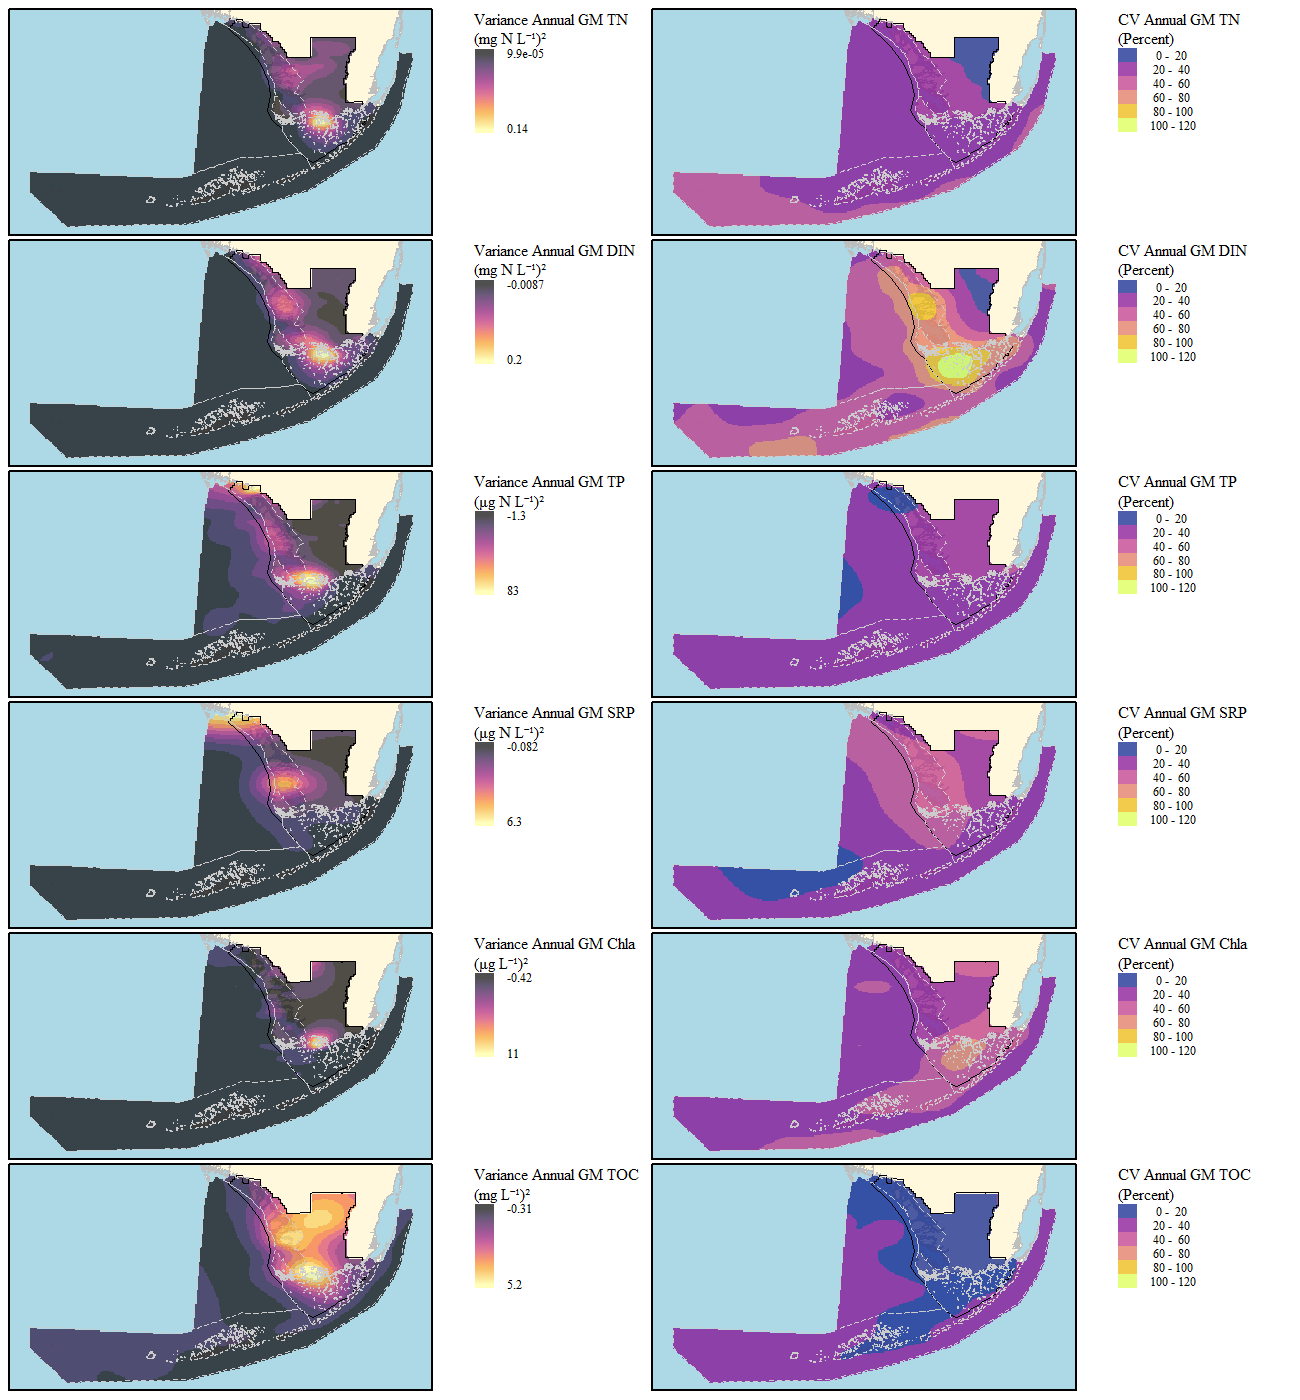 Variance Annual GM TN
(mg N L⁻¹)²
9.9e-05
0.14
CV Annual GM TN
(Percent)
0 - 20
20 - 40
40 - 60
60 - 80
80 - 100
100 - 120
Variance Annual GM DIN
(mg N L⁻¹)²
-0.0087
0.2
CV Annual GM DIN
(Percent)
0 - 20
20 - 40
40 - 60
60 - 80
80 - 100
100 - 120
Variance Annual GM TP
(µg N L⁻¹)²
-1.3
83
CV Annual GM TP
(Percent)
0 - 20
20 - 40
40 - 60
60 - 80
80 - 100
100 - 120
Variance Annual GM SRP
(µg N L⁻¹)²
-0.082
6.3
CV Annual GM SRP
(Percent)
0 - 20
20 - 40
40 - 60
60 - 80
80 - 100
100 - 120
Variance Annual GM Chla
(µg L⁻¹)²
-0.42
11
CV Annual GM Chla
(Percent)
0 - 20
20 - 40
40 - 60
60 - 80
80 - 100
100 - 120
Variance Annual GM TOC
(mg L⁻¹)²
-0.31
5.2
CV Annual GM TOC
(Percent)
0 - 20
20 - 40
40 - 60
60 - 80
80 - 100
100 - 120